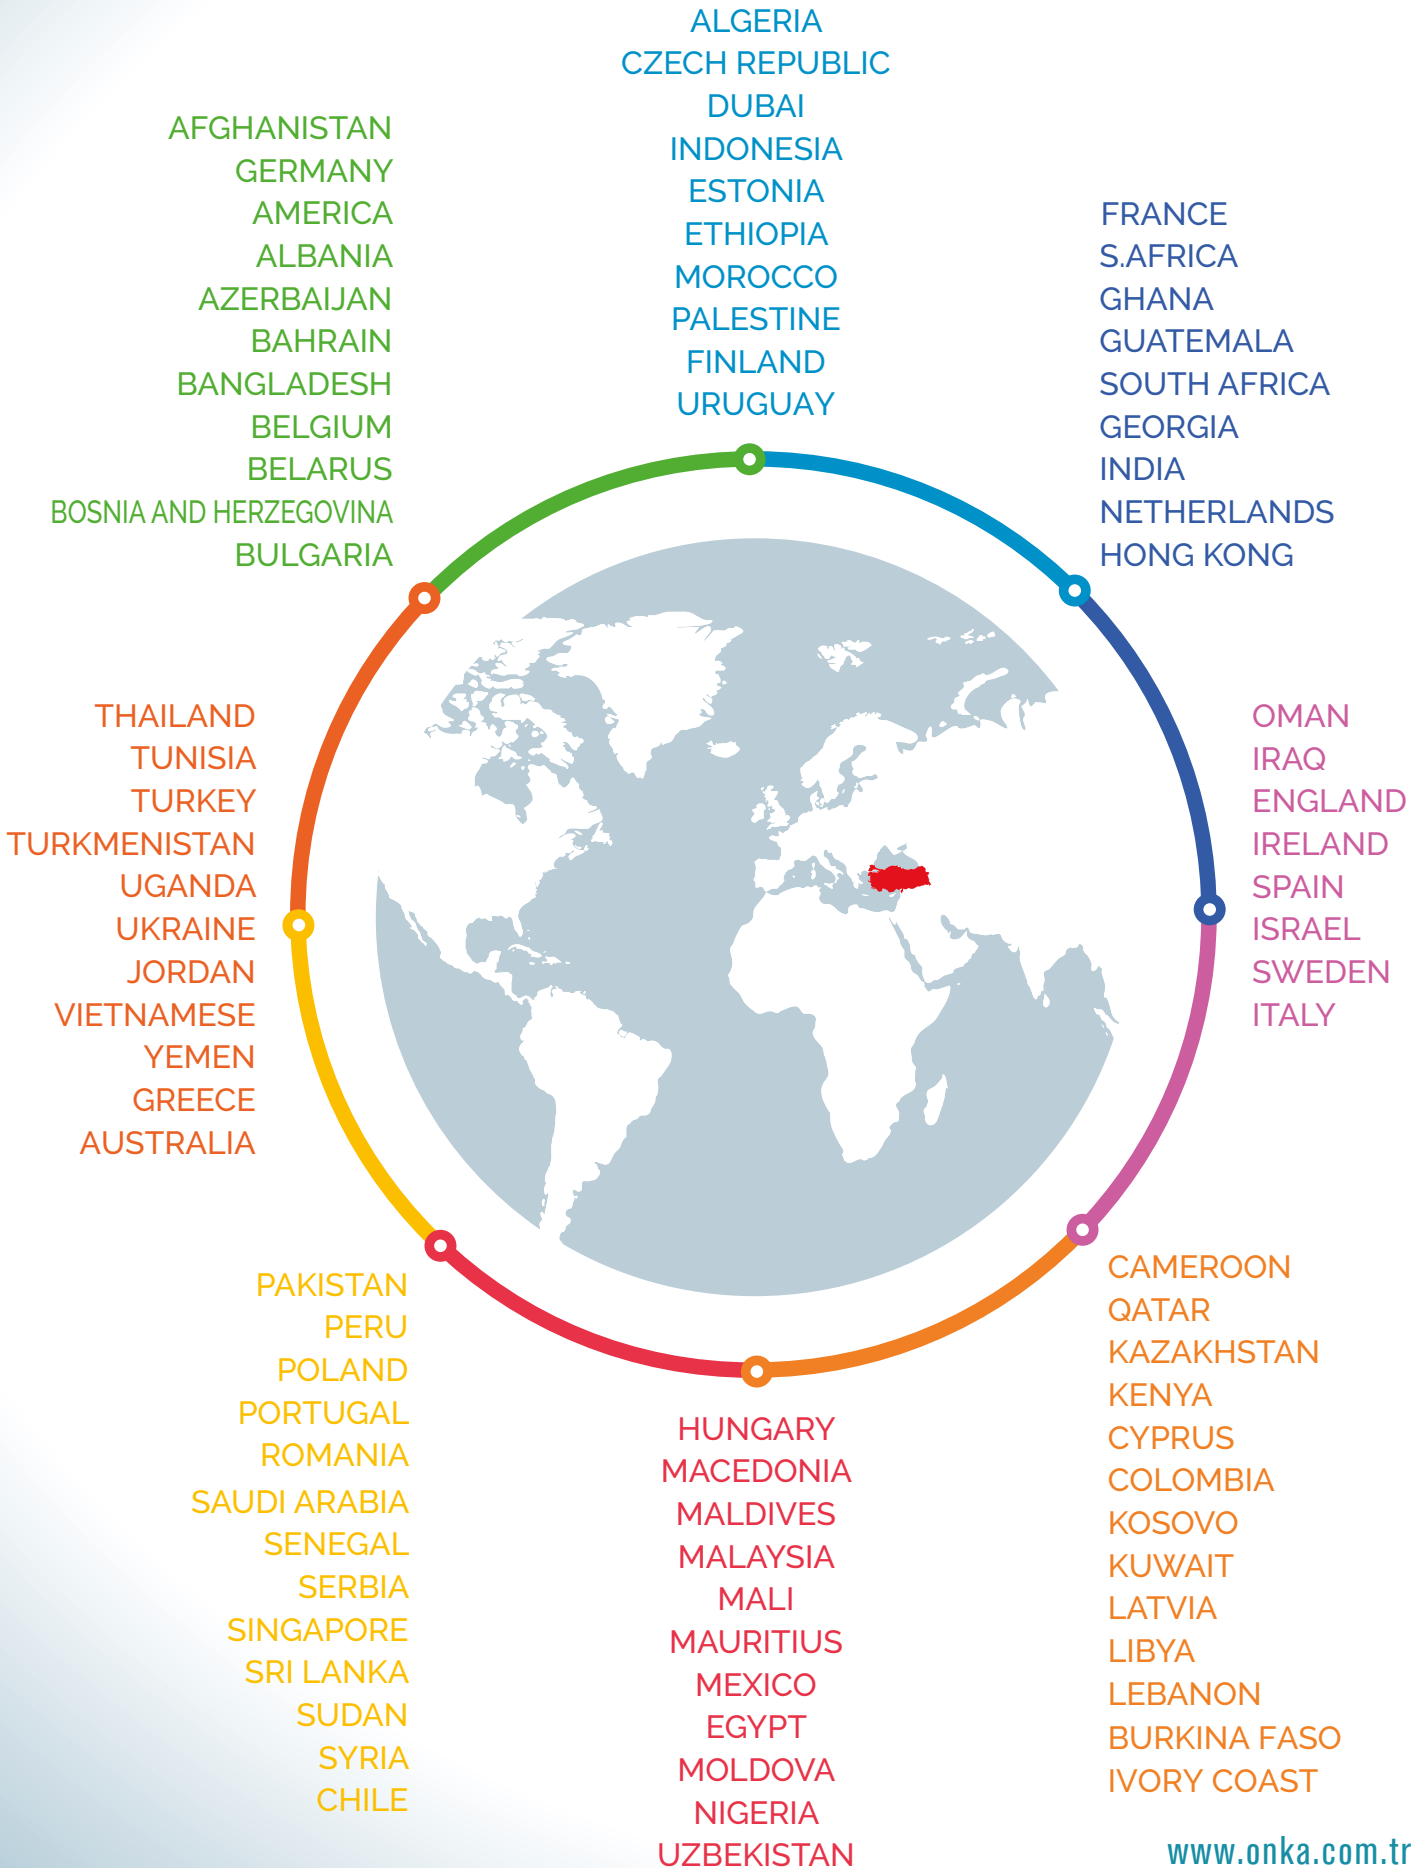 AFGHANISTAN
GERMANY
AMERICA
ALBANIA
AZERBAIJAN
BAHRAIN
BANGLADESH
BELGIUM
BELARUS
BOSNIA AND HERZEGOVINA
BULGARIA
ALGERIA
CZECH REPUBLIC
DUBAI
INDONESIA
ESTONIA
ETHIOPIA
MOROCCO
PALESTINE
FINLAND
URUGUAY
FRANCE
S.AFRICA
GHANA
GUATEMALA
SOUTH AFRICA
GEORGIA
INDIA
NETHERLANDS
HONG KONG
OMAN
IRAQ
ENGLAND
IRELAND
SPAIN
ISRAEL
SWEDEN
ITALY
CAMEROON
QATAR
KAZAKHSTAN
KENYA
CYPRUS
COLOMBIA
KOSOVO
KUWAIT
LATVIA
LIBYA
LEBANON
BURKINA FASO
IVORY COAST
HUNGARY
MACEDONIA
MALDIVES
MALAYSIA
MALI
MAURITIUS
MEXICO
EGYPT
MOLDOVA
NIGERIA
UZBEKISTAN
PAKISTAN
PERU
POLAND
PORTUGAL
ROMANIA
SAUDI ARABIA
SENEGAL
SERBIA
SINGAPORE
SRI LANKA
SUDAN
SYRIA
CHILE
THAILAND
TUNISIA
TURKEY
TURKMENISTAN
UGANDA
UKRAINE
JORDAN
VIETNAMESE
YEMEN
GREECE
AUSTRALIA
www.onka.com.tr